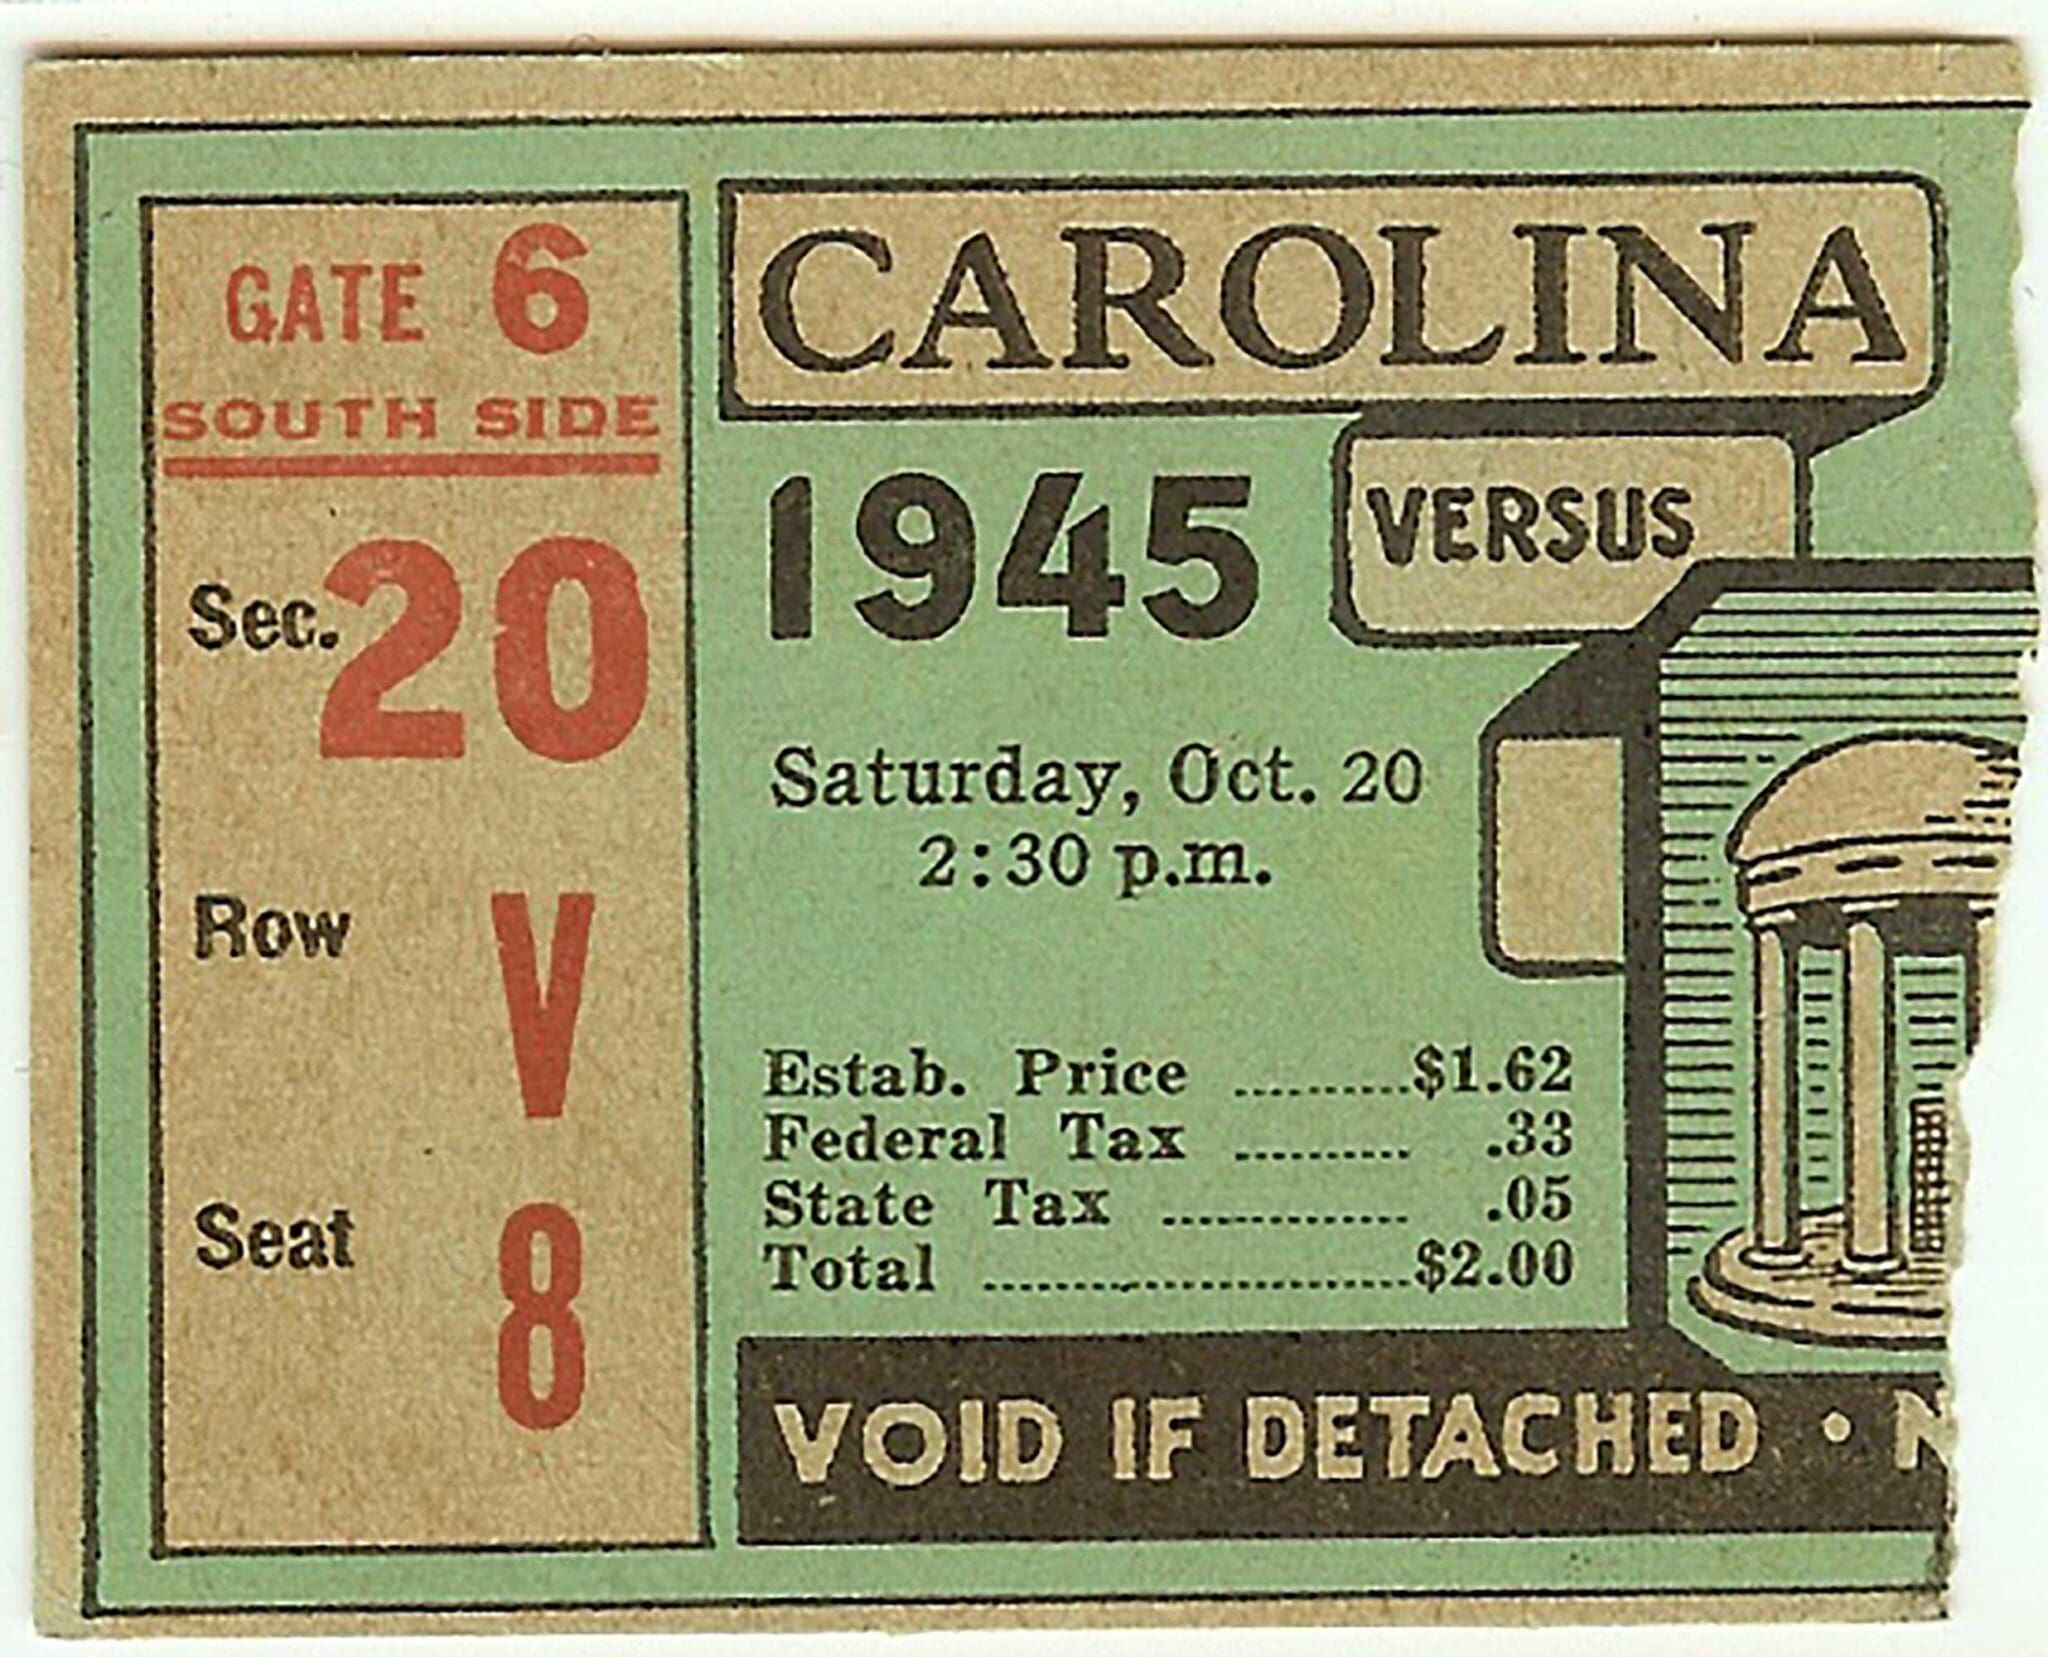 GATE 6
SOUTH SIDE
Sec. 20
Row V
Seat 8
CAROLINA
VERSUS
1945
Saturday, Oct. 20
2:30 p.m.
Estab. Price ..........$1.62
Federal Tax .......... .33
State Tax .............. .05
Total ..........................$2.00
VOID IF DETACHED • N